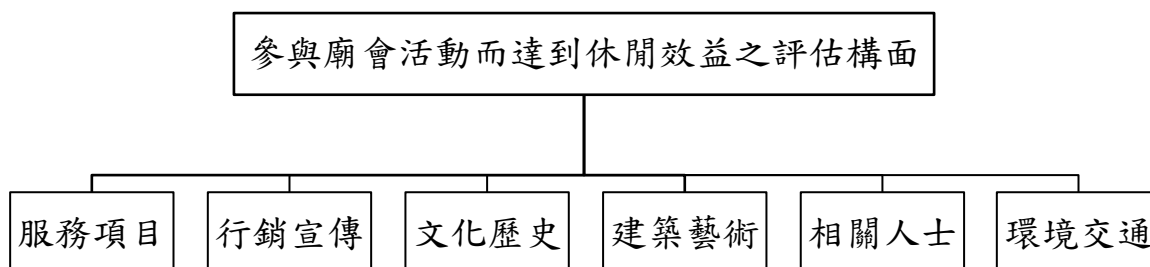 參與廟會活動而達到休閒效益之評估構面
服務項目
行銷宣傳
文化歷史
建築藝術
相關人士
環境交通